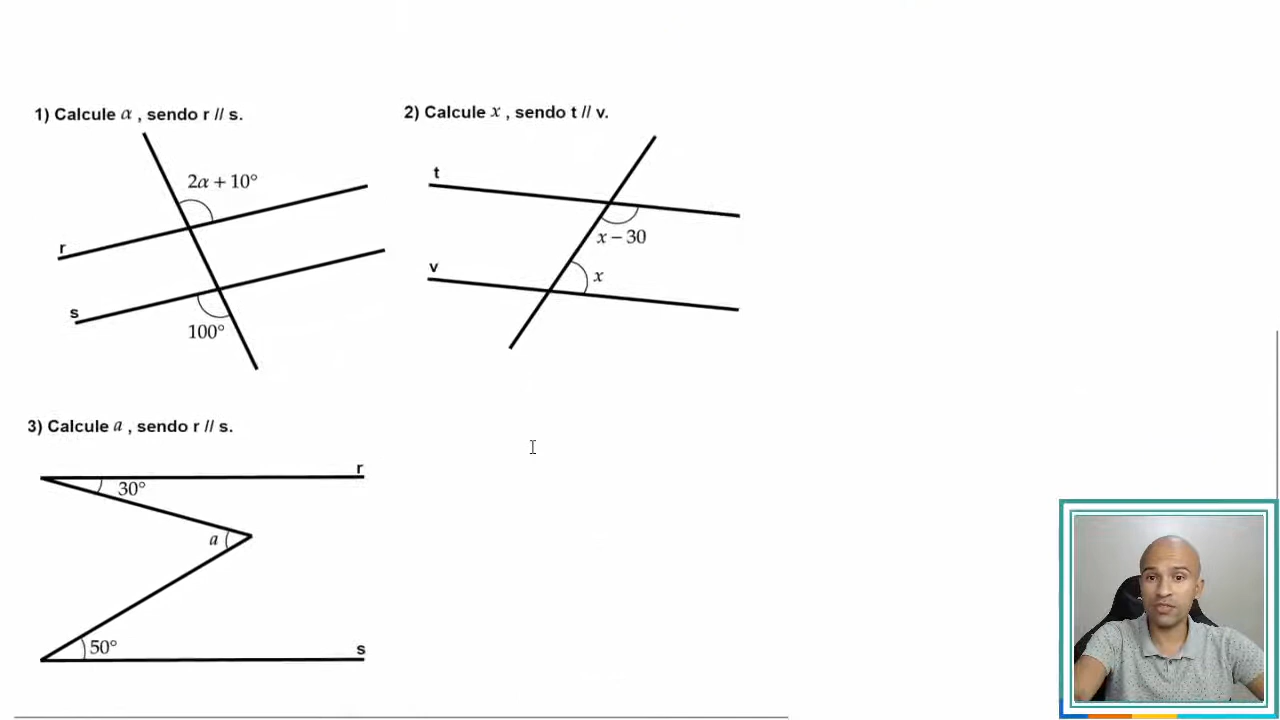 1) Calcule α , sendo r // s.
2α + 10°
r
s
100°
2) Calcule x , sendo t // v.
t
x − 30
v
x
3) Calcule a , sendo r // s.
r
30°
a
50°
s